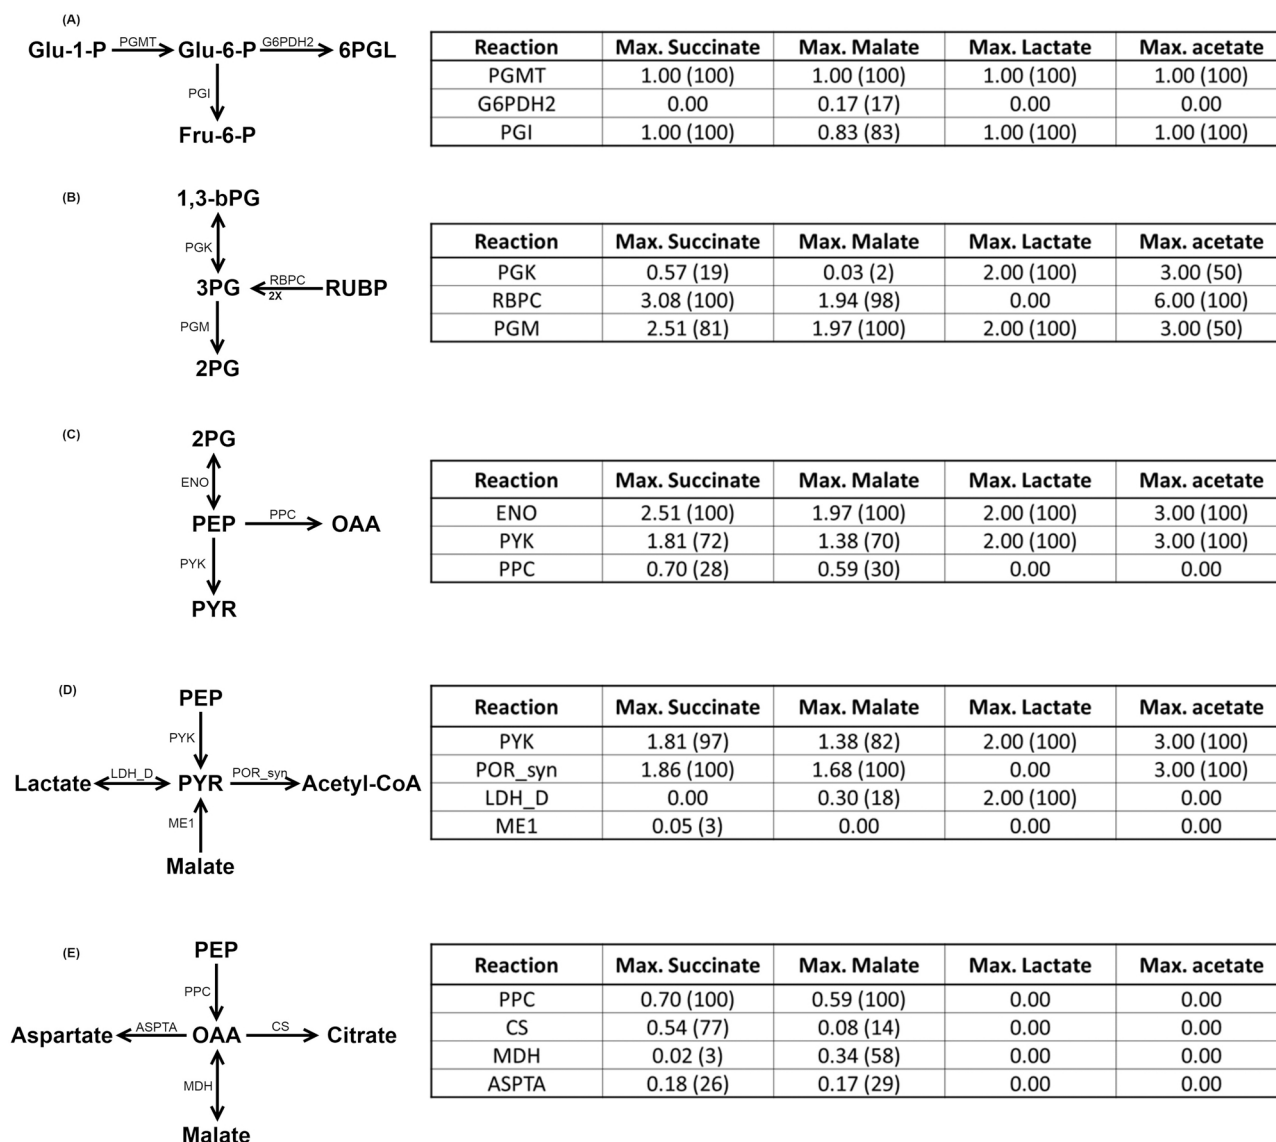 (A)
Glu-1-P PGMT Glu-6-P G6PDH2 6PGL
PGI
Fru-6-P
Reaction Max. Succinate Max. Malate Max. Lactate Max. acetate
PGMT 1.00 (100) 1.00 (100) 1.00 (100) 1.00 (100)
G6PDH2 0.00 0.17 (17) 0.00 0.00
PGI 1.00 (100) 0.83 (83) 1.00 (100) 1.00 (100)
(B)
1,3-bPG
PGK
3PG RBPC 2X RUBP
PGM
2PG
Reaction Max. Succinate Max. Malate Max. Lactate Max. acetate
PGK 0.57 (19) 0.03 (2) 2.00 (100) 3.00 (50)
RBPC 3.08 (100) 1.94 (98) 0.00 6.00 (100)
PGM 2.51 (81) 1.97 (100) 2.00 (100) 3.00 (50)
(C)
2PG
ENO
PEP PPC OAA
PYK
PYR
Reaction Max. Succinate Max. Malate Max. Lactate Max. acetate
ENO 2.51 (100) 1.97 (100) 2.00 (100) 3.00 (100)
PYK 1.81 (72) 1.38 (70) 2.00 (100) 3.00 (100)
PPC 0.70 (28) 0.59 (30) 0.00 0.00
(D)
PEP
PYK
Lactate LDH_D PYR POR_syn Acetyl-CoA
ME1
Malate
Reaction Max. Succinate Max. Malate Max. Lactate Max. acetate
PYK 1.81 (97) 1.38 (82) 2.00 (100) 3.00 (100)
POR_syn 1.86 (100) 1.68 (100) 0.00 3.00 (100)
LDH_D 0.00 0.30 (18) 2.00 (100) 0.00
ME1 0.05 (3) 0.00 0.00 0.00
(E)
PEP
PPC
Aspartate ASPTA OAA CS Citrate
MDH
Malate
Reaction Max. Succinate Max. Malate Max. Lactate Max. acetate
PPC 0.70 (100) 0.59 (100) 0.00 0.00
CS 0.54 (77) 0.08 (14) 0.00 0.00
MDH 0.02 (3) 0.34 (58) 0.00 0.00
ASPTA 0.18 (26) 0.17 (29) 0.00 0.00